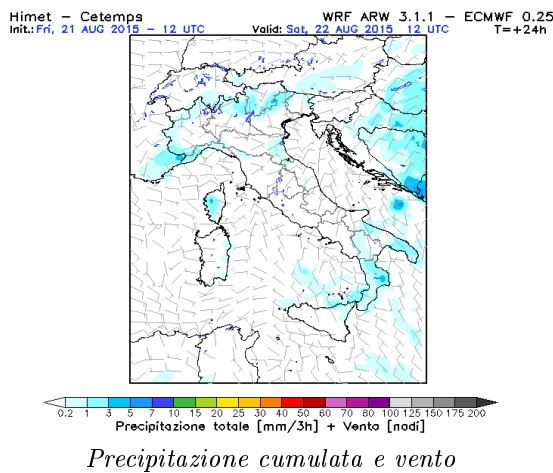 Himet – Cetemps WRF ARW 3.1.1 – ECMWF 0.25
Init.: Fri, 21 AUG 2015 – 12 UTC Valid: Sat, 22 AUG 2015 12 UTC T=+24h
0.2 1 3 5 7 10 15 20 25 30 40 50 60 70 80 100 125 150 175 200
Precipitazione totale [mm/3h] + Vento [nodi]
Precipitazione cumulata e vento